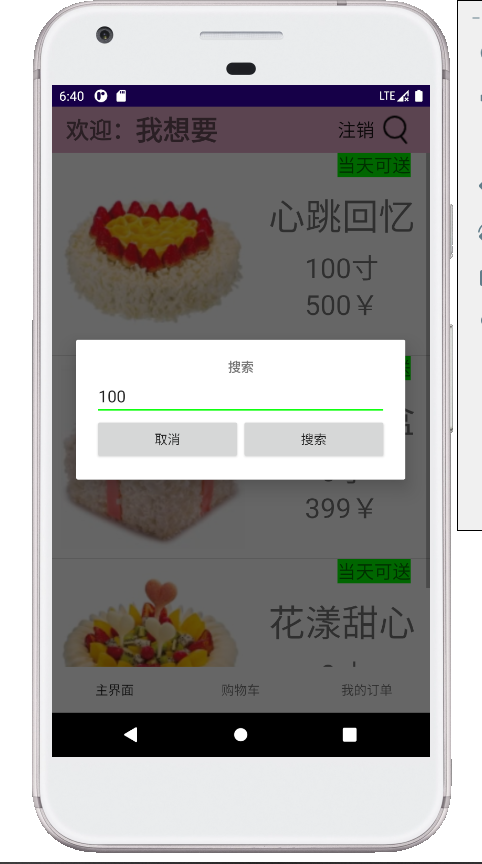 6:40 LTE
欢迎：我想要 注销
当天可送
心跳回忆
100寸
500￥
搜索
100
取消 搜索
399￥
当天可送
花漾甜心
主界面 购物车 我的订单